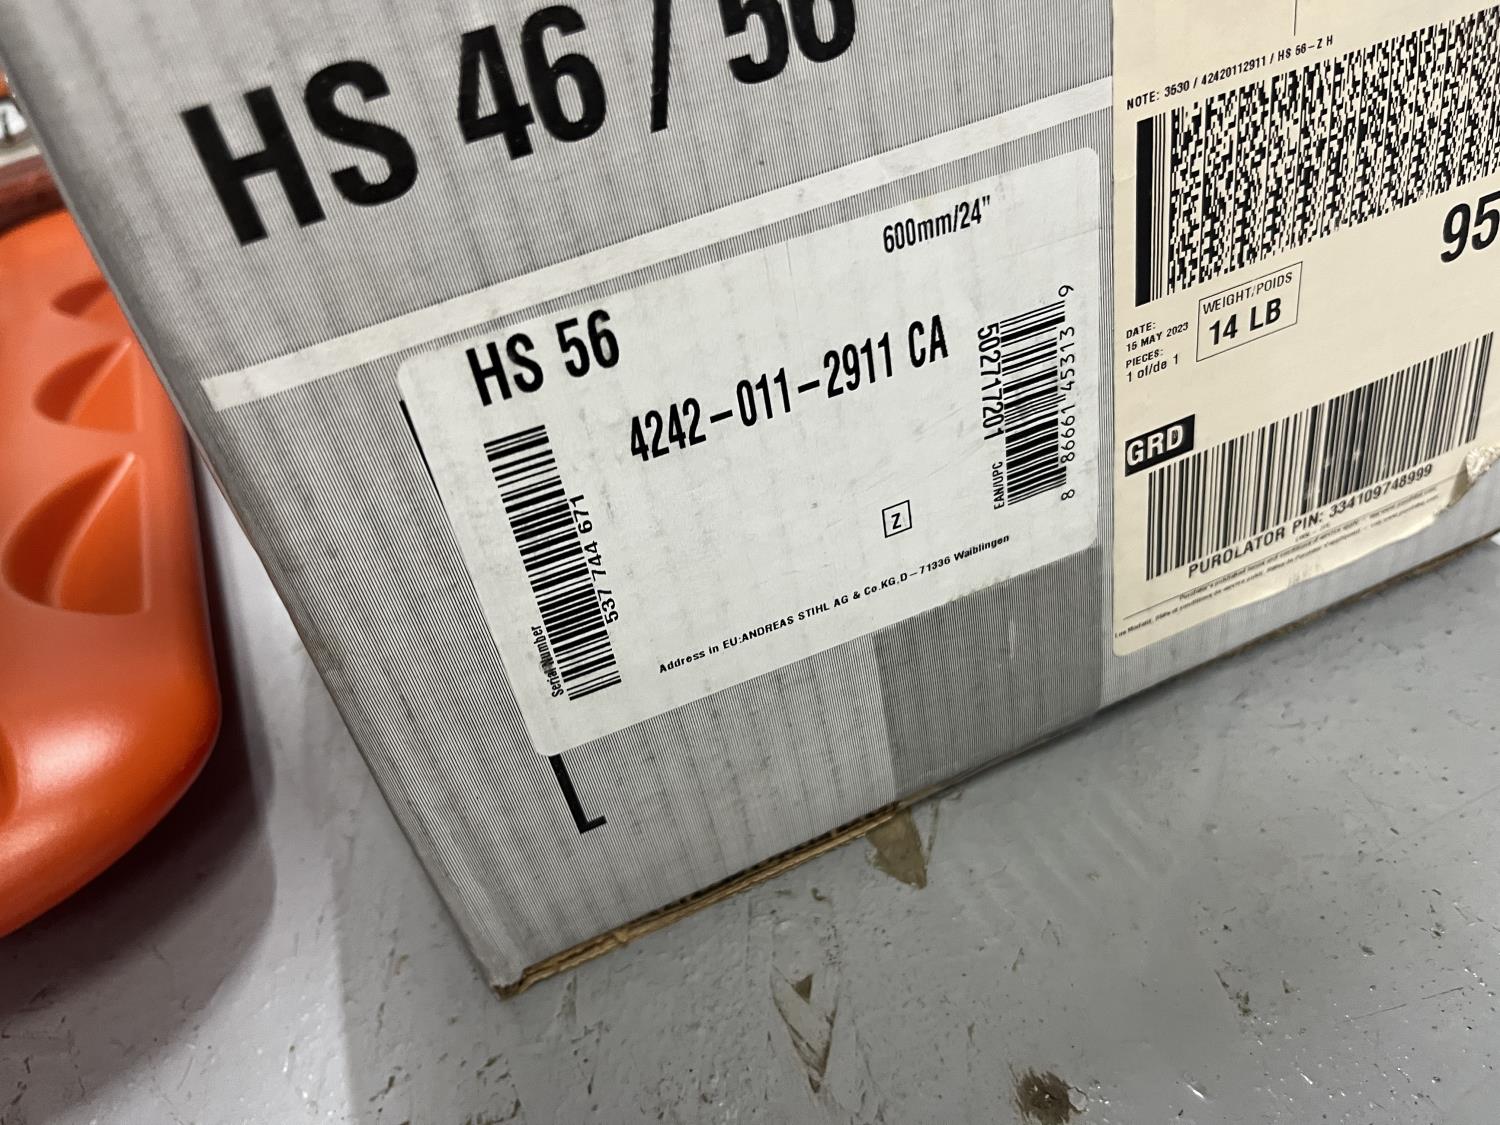 HS 46 / 56
600mm/24"
HS 56
4242-011-2911 CA
Serial Number
537 744 671
502717201
EAN/UPC
8 86661 45313 9
Z
Address in EU:ANDREAS STIHL AG & Co.KG,D-71336 Waiblingen
NOTE: 3530 / 42420112911 / HS 56-Z H
95
WEIGHT/POIDS
14 LB
DATE:
15 MAY 2023
PIECES:
1 of/de 1
GRD
PUROLATOR PIN: 334109748999